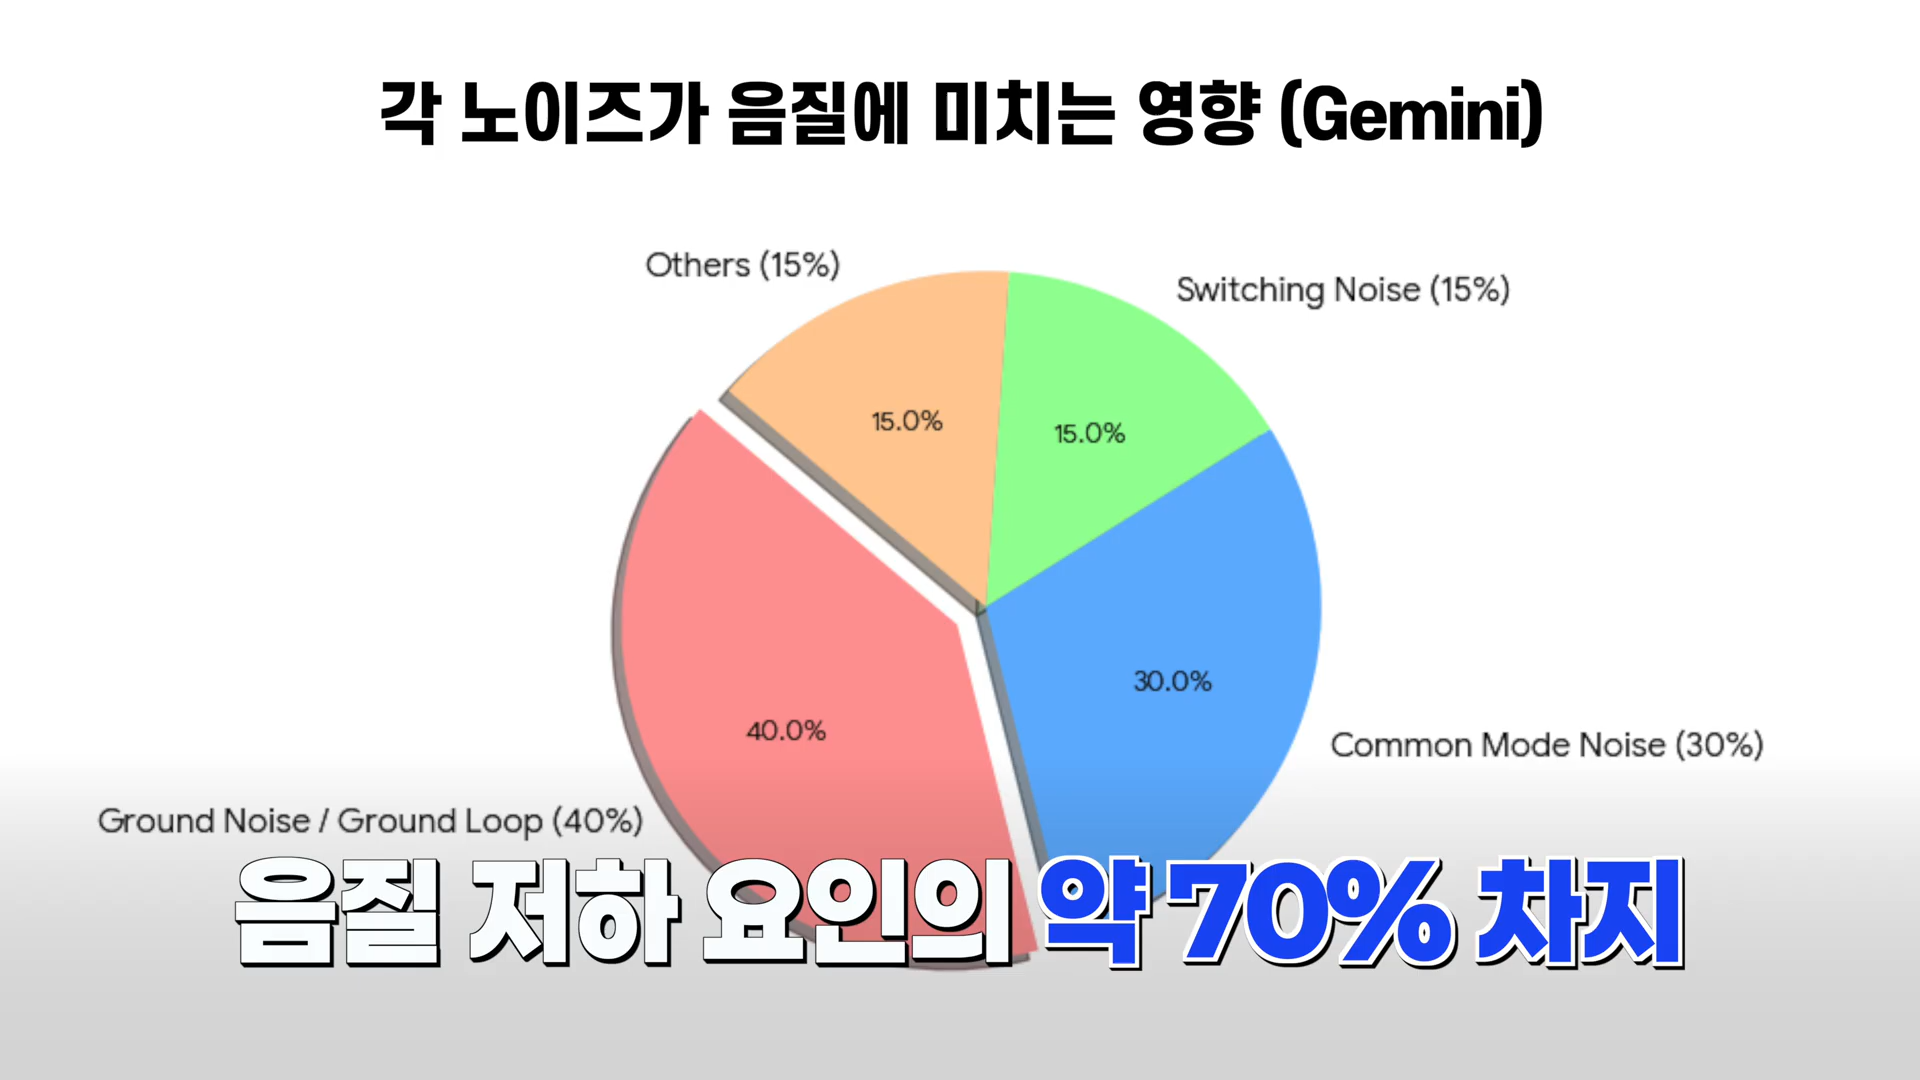 각 노이즈가 음질에 미치는 영향 (Gemini)
Others (15%)
Switching Noise (15%)
15.0%
15.0%
30.0%
40.0%
Common Mode Noise (30%)
Ground Noise / Ground Loop (40%)
음질 저하 요인의 약 70% 차지